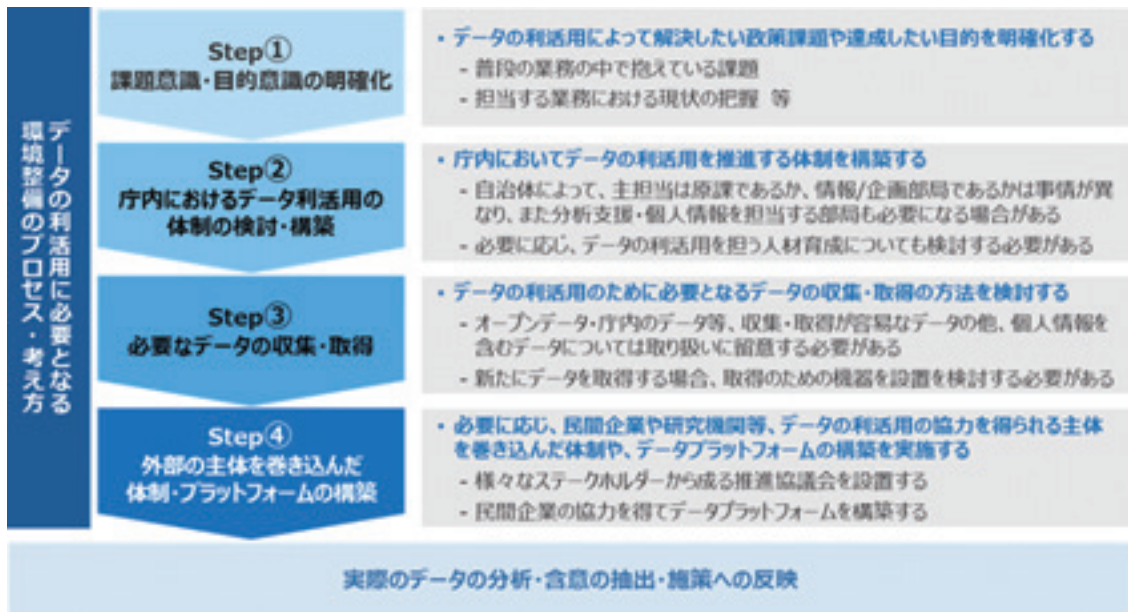 データの利活用に必要となる
環境整備のプロセス・考え方
Step①
課題意識・目的意識の明確化
・データの利活用によって解決したい政策課題や達成したい目的を明確化する
- 普段の業務の中で抱えている課題
- 担当する業務における現状の把握 等
Step②
庁内におけるデータ利活用の
体制の検討・構築
・庁内においてデータの利活用を推進する体制を構築する
- 自治体によって、主担当は原課であるか、情報/企画部局であるかは事情が異
なり、また分析支援・個人情報を担当する部局も必要になる場合がある
- 必要に応じ、データの利活用を担う人材育成についても検討する必要がある
Step③
必要なデータの収集・取得
・データの利活用のために必要となるデータの収集・取得の方法を検討する
- オープンデータ・庁内のデータ等、収集・取得が容易なデータの他、個人情報を
含むデータについては取り扱いに留意する必要がある
- 新たにデータを取得する場合、取得のための機器を設置を検討する必要がある
Step④
外部の主体を巻き込んだ
体制・プラットフォームの構築
・必要に応じ、民間企業や研究機関等、データの利活用の協力を得られる主体
を巻き込んだ体制や、データプラットフォームの構築を実施する
- 様々なステークホルダーから成る推進協議会を設置する
- 民間企業の協力を得てデータプラットフォームを構築する
実際のデータの分析・含意の抽出・施策への反映